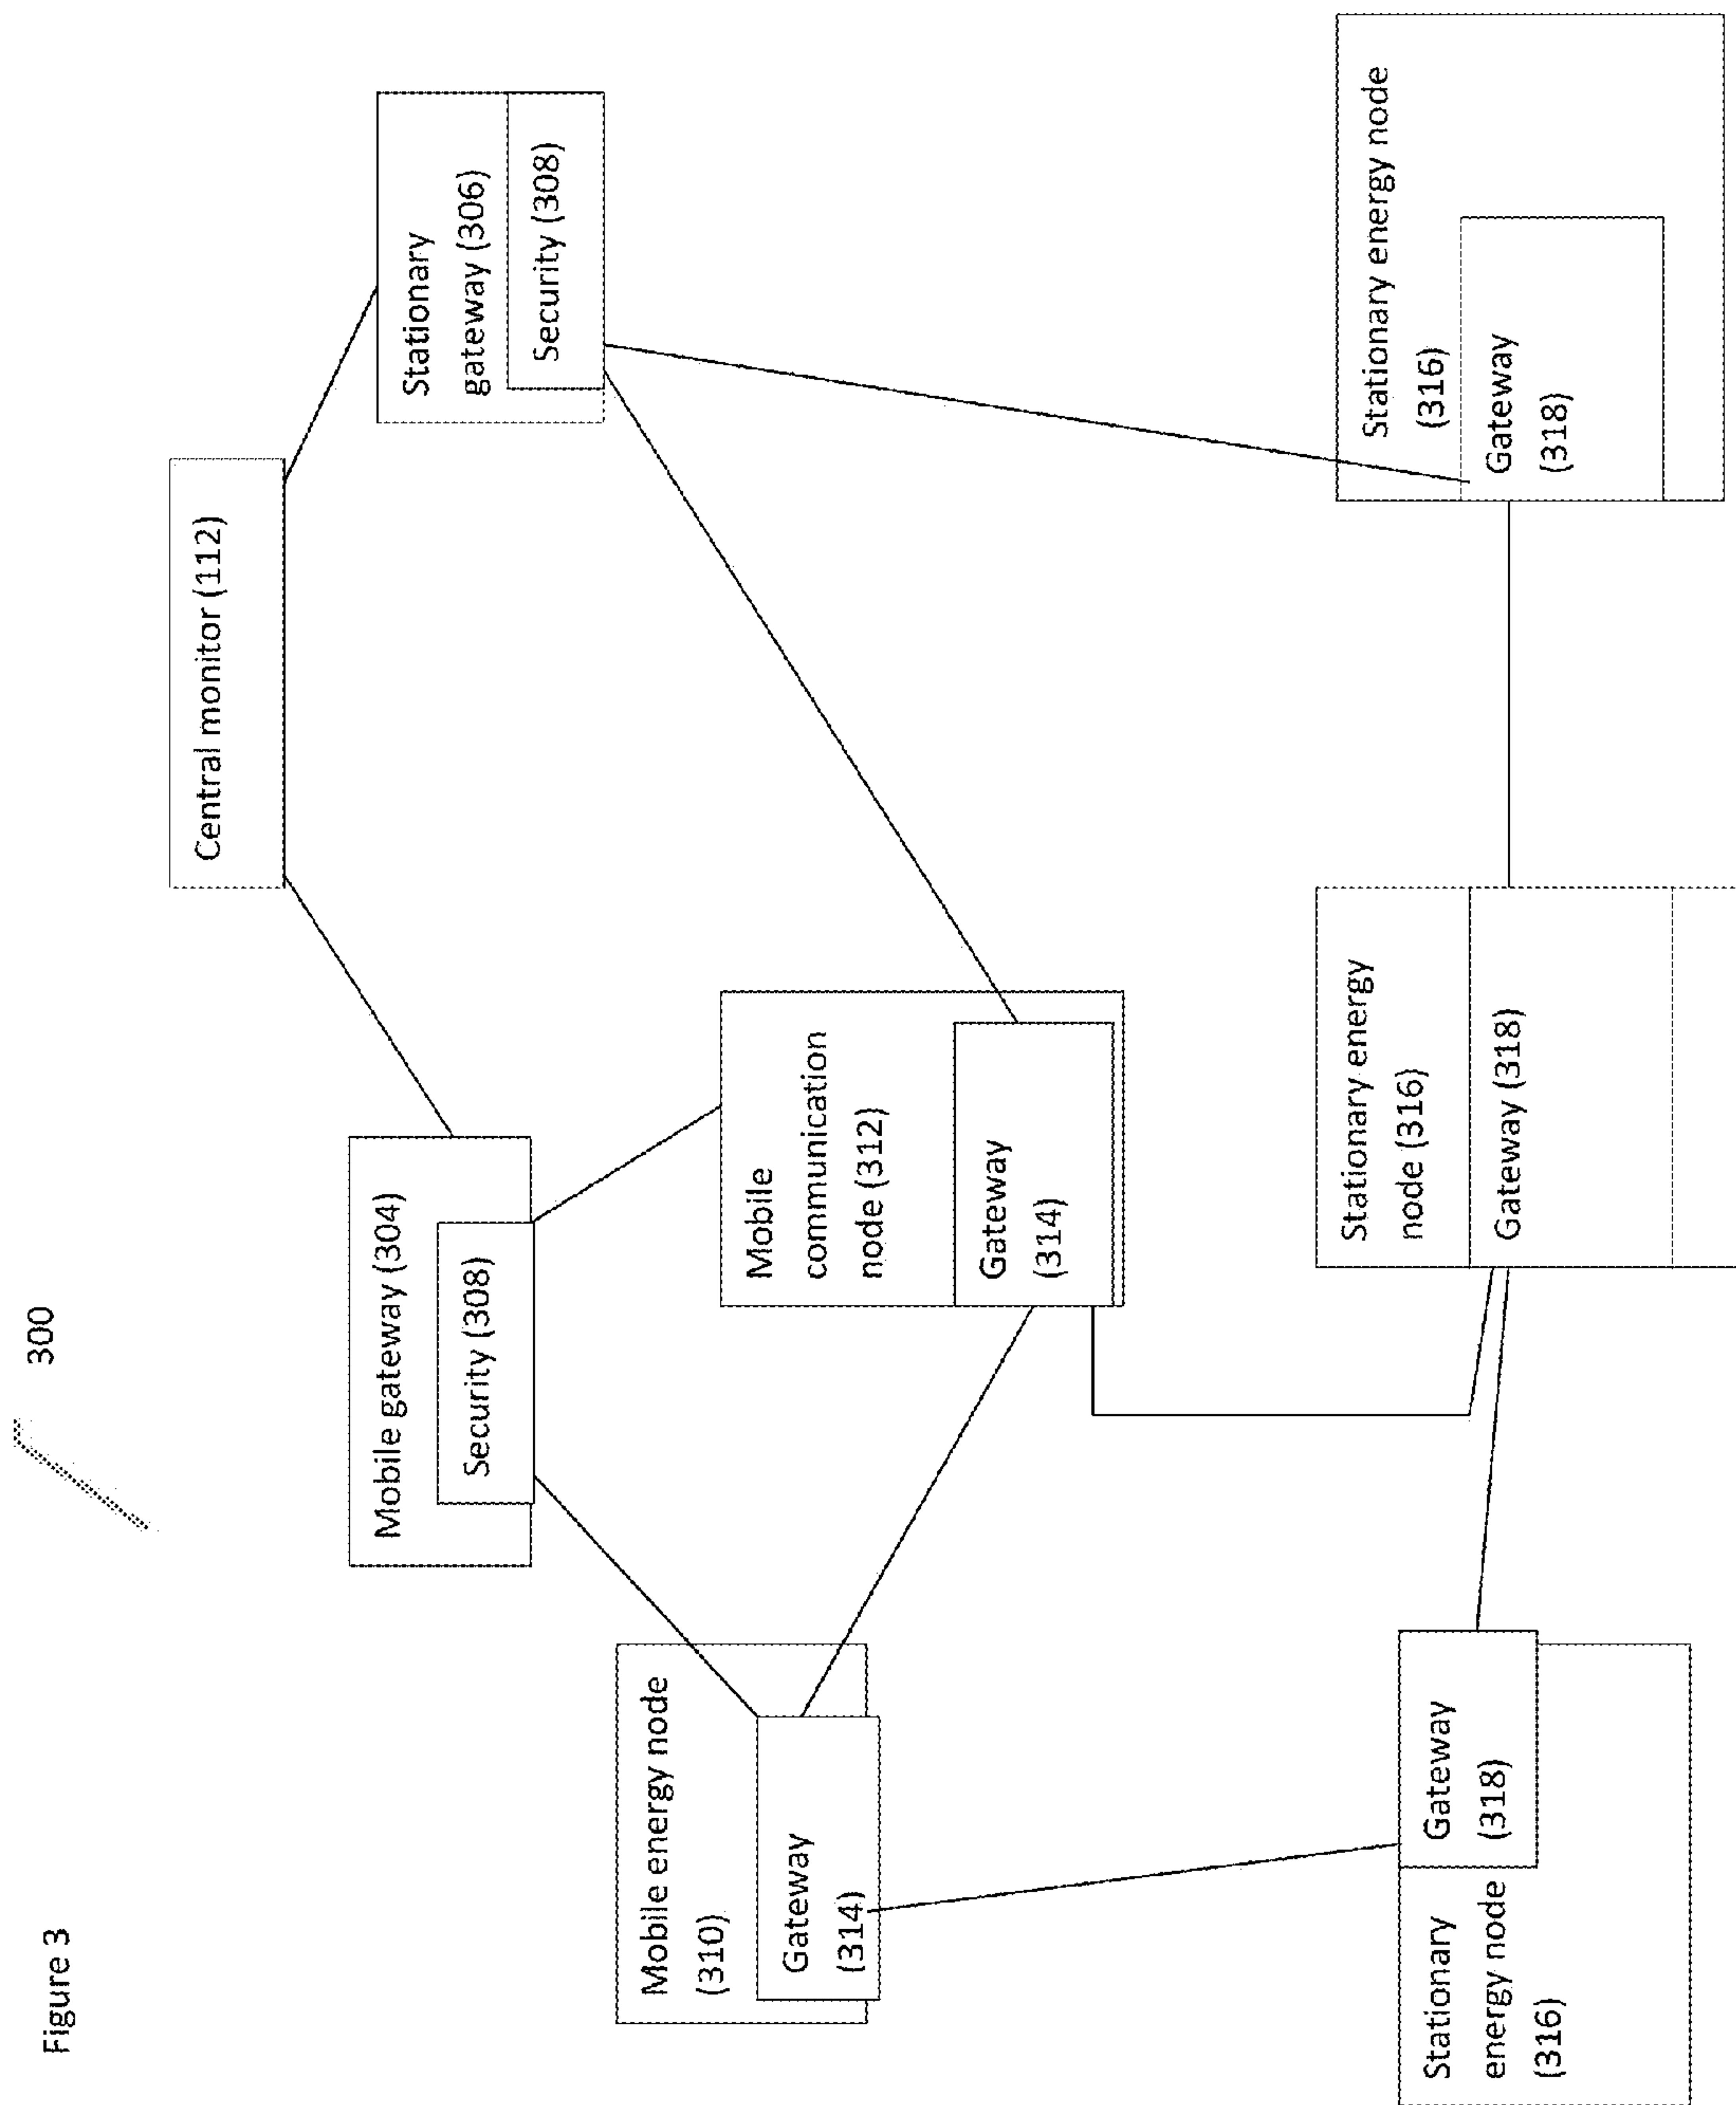 Figure 3
300
Central monitor (112)
Mobile gateway (304)
Security (308)
Stationary
gateway (306)
Security (308)
Mobile energy node
(310)
Gateway
(314)
Mobile
communication
node (312)
Gateway
(314)
Stationary
energy node
(316)
Gateway
(318)
Stationary energy
node (316)
Gateway (318)
Stationary energy node
(316)
Gateway
(318)